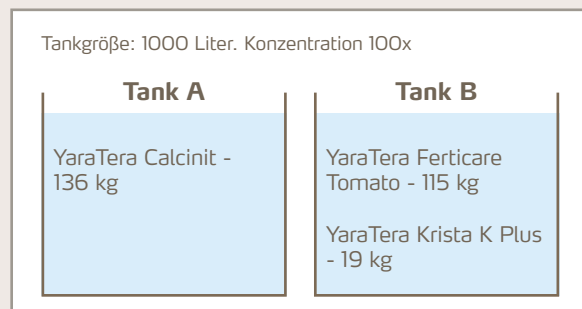 Tankgröße: 1000 Liter. Konzentration 100x
Tank A
YaraTera Calcinit -
136 kg
Tank B
YaraTera Ferticare
Tomato - 115 kg
YaraTera Krista K Plus
- 19 kg